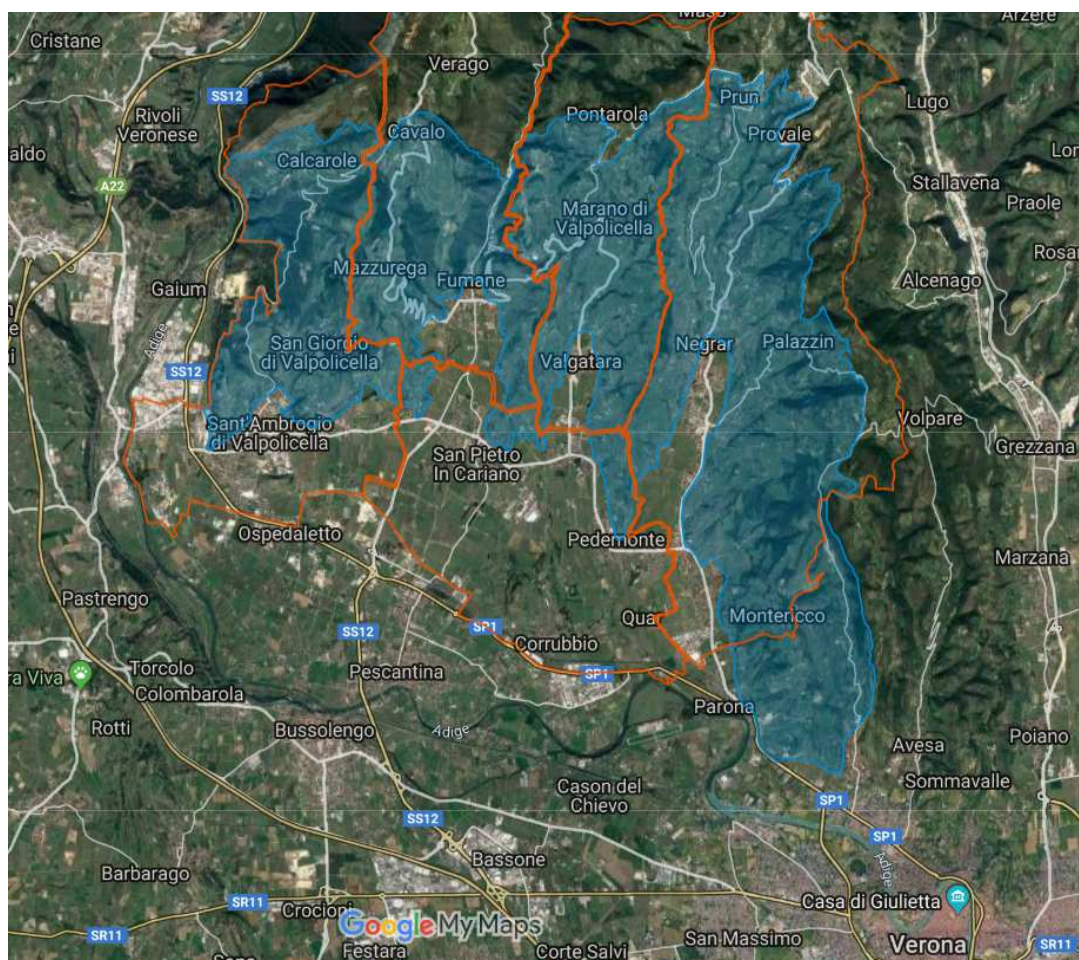 Maso
Arzere
Cristane
Verago
SS12
Lugo
Prun
Rivoli
Veronese
Pontarola
Cavalo
Provale
Calcarole
A22
Stallavena
Praole
Marano di
Valpolicella
Mazzurega
Fumane
Gaium
Alcenago
Adige
San Giorgio
di Valpolicella
Negrar
Palazzin
Valgatara
SS12
Sant'Ambrogio
di Valpolicella
Volpare
San Pietro
In Cariano
Grezzana
Ospedaletto
Pedemonte
Marzana
Pastrengo
Montericco
SS12
SP1
Corrubbio
Torcolo
Pescantina
SP1
Colombarola
Parona
Rotti
Bussolengo
Adige
Avesa
Poiano
Sommavalle
Cason del
Chievo
SP1
SS12
SP1
Bassone
Adige
Barbarago
Casa di Giulietta
SR11
Crocioni
Google My Maps
SR11
Festara
Corte Salvi
San Massimo
Verona
SR11